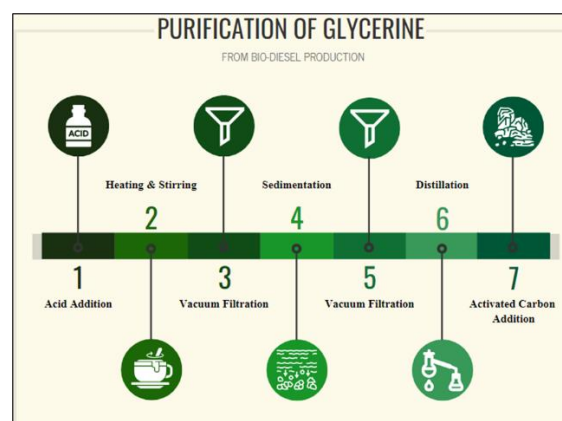 PURIFICATION OF GLYCERINE
FROM BIO-DIESEL PRODUCTION
ACID
Heating & Stirring
Sedimentation
Distillation
2
4
6
1
3
5
7
Acid Addition
Vacuum Filtration
Vacuum Filtration
Activated Carbon
Addition